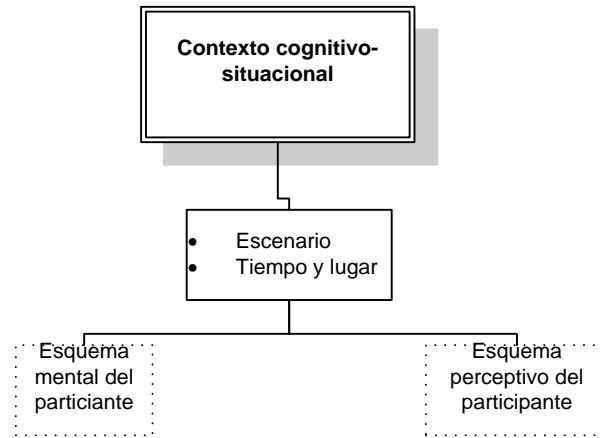 Contexto cognitivo-
situacional
• Escenario
• Tiempo y lugar
Esquema
mental del
particiante
Esquema
perceptivo del
participante